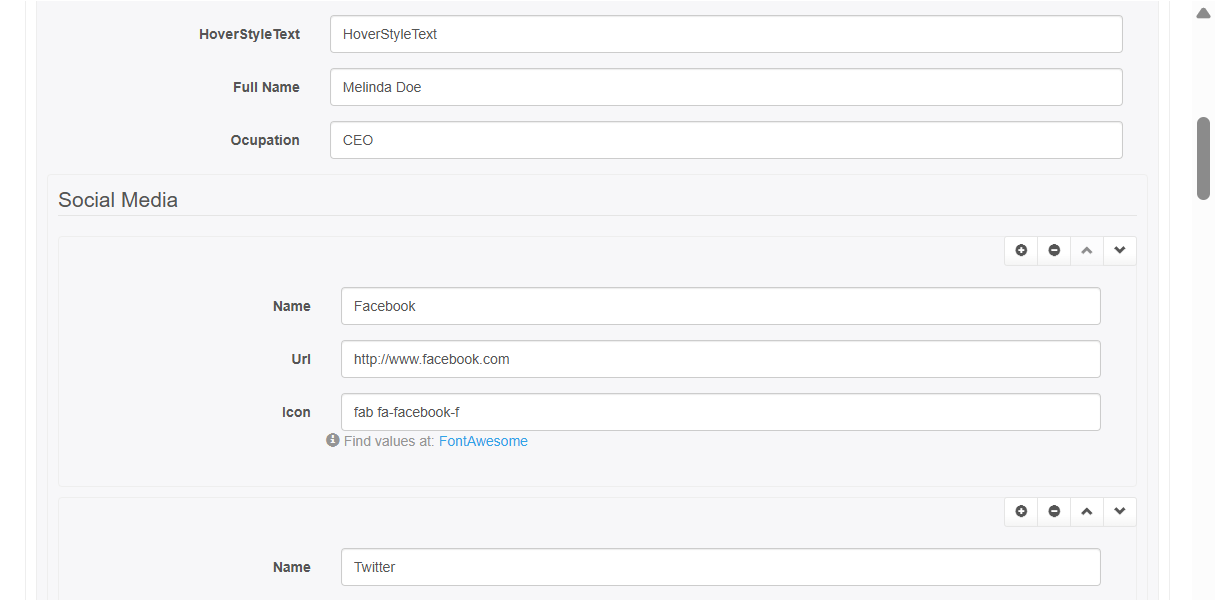 HoverStyleText HoverStyleText
Full Name Melinda Doe
Ocupation CEO
Social Media
Name Facebook
Url http://www.facebook.com
Icon fab fa-facebook-f
Find values at: FontAwesome
Name Twitter